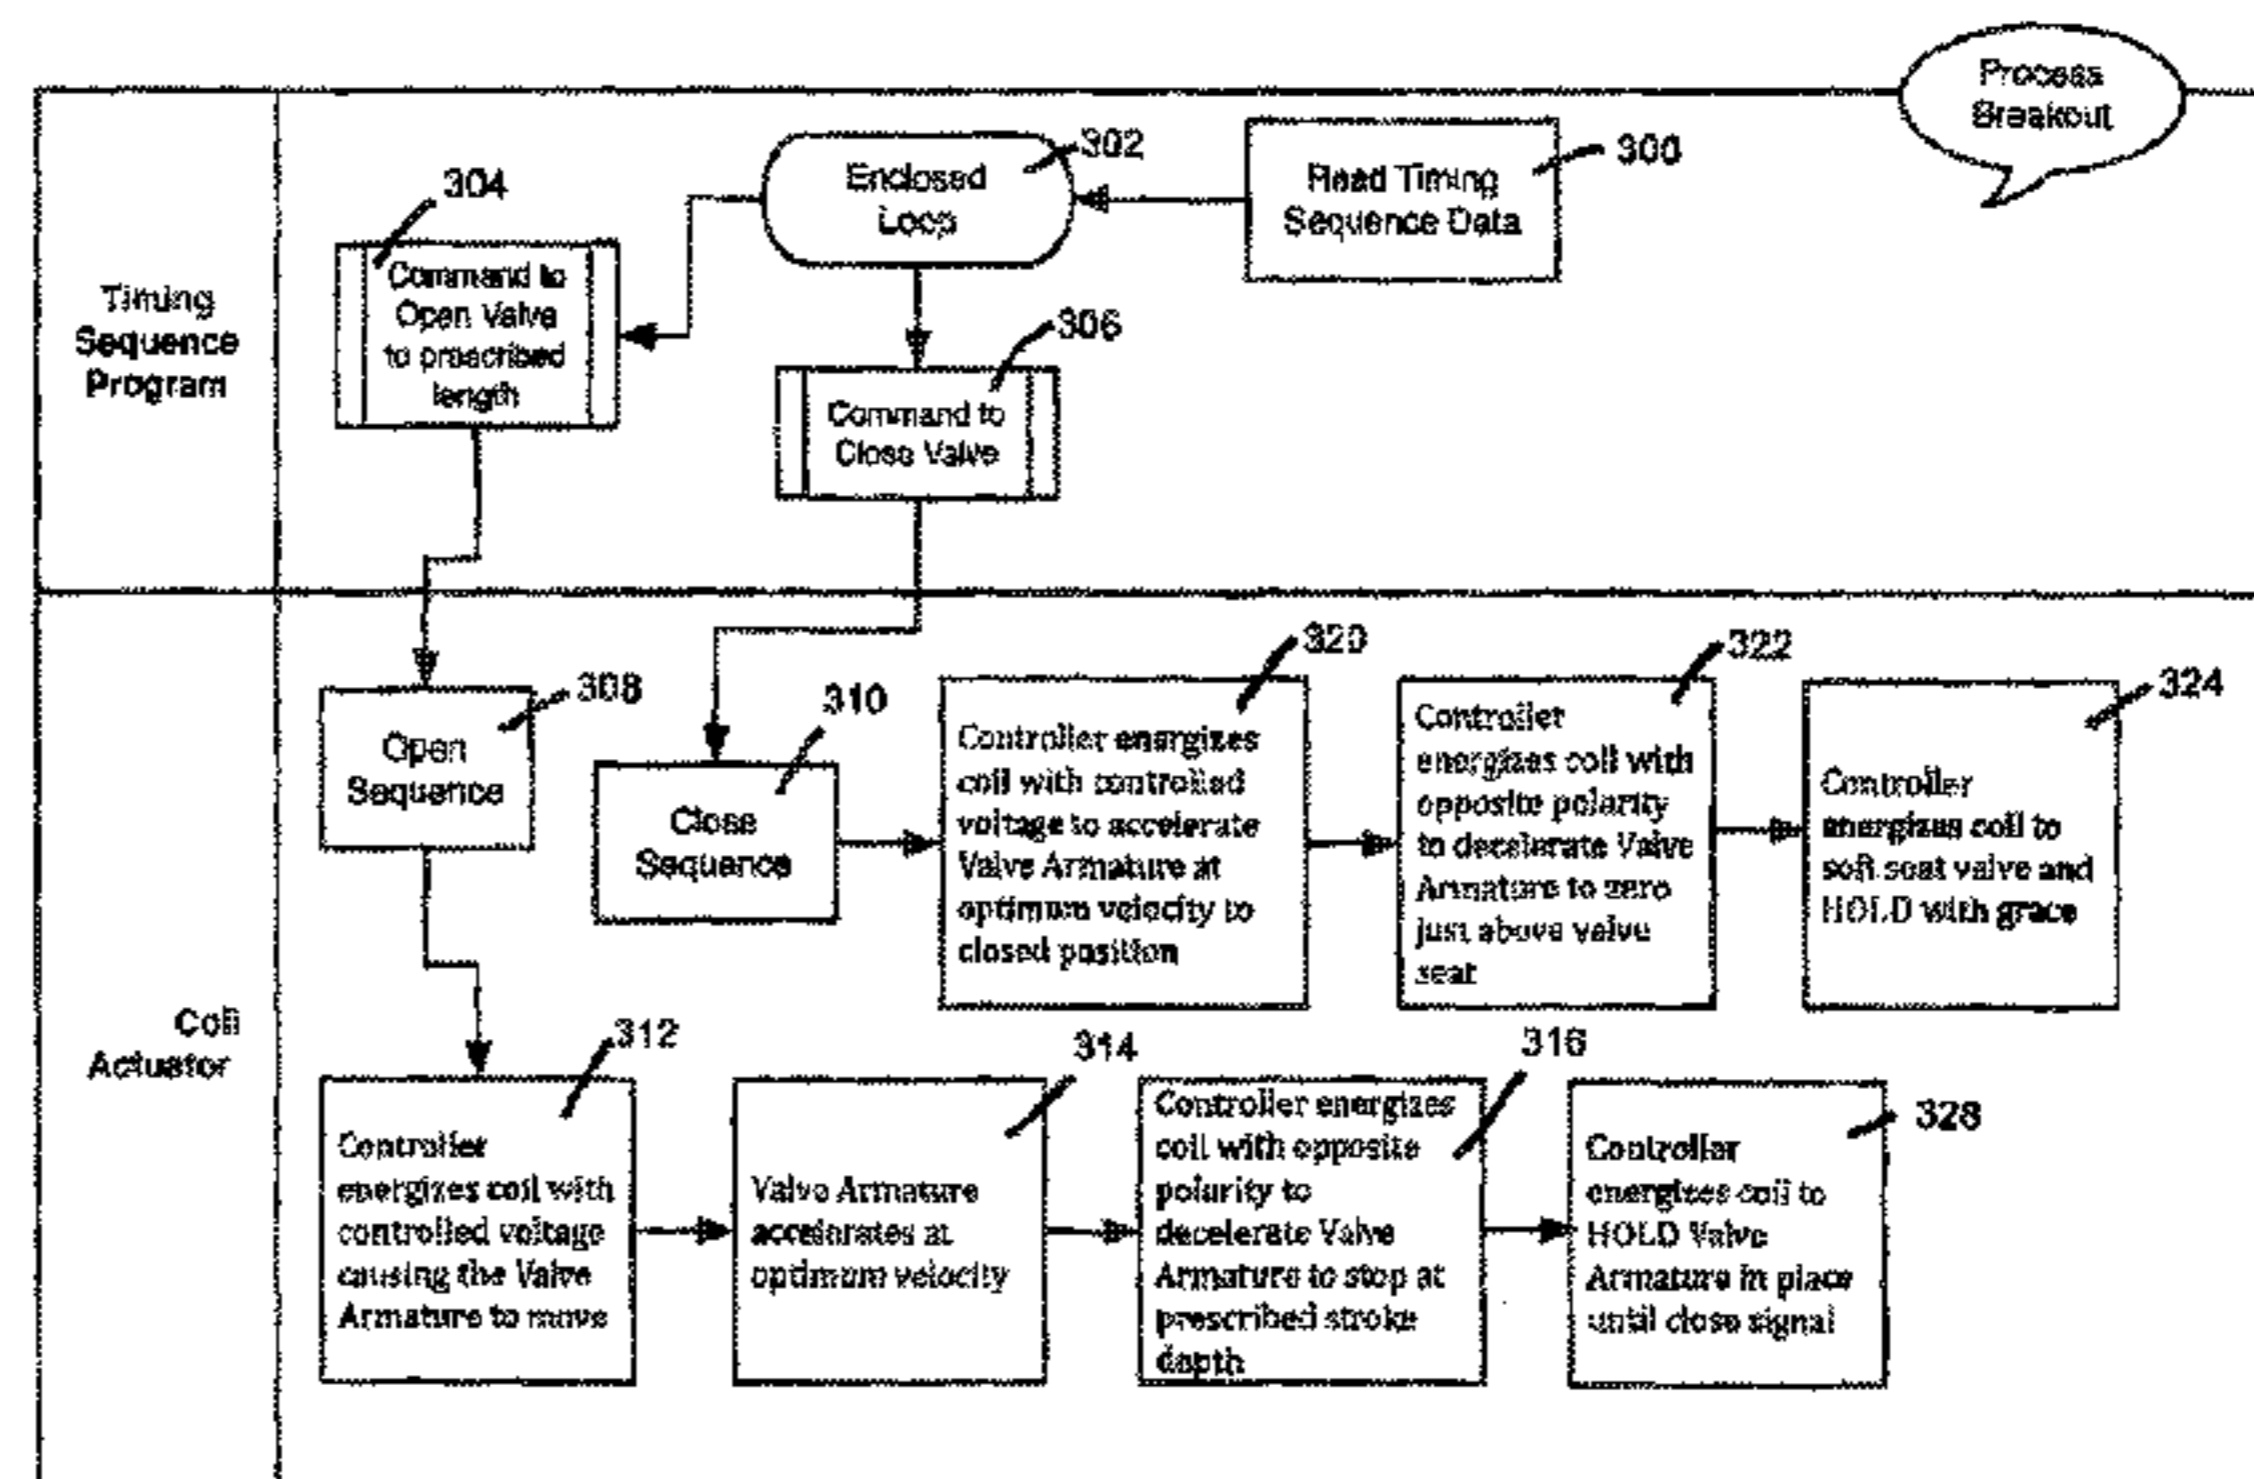 Process
Breakout
Timing
Sequence
Program
300
Read Timing
Sequence Data
302
Enclosed
Loop
304
Command to
Open Valve
to proscribed
length
306
Command to
Close Valve
Coil
Actuator
308
Open
Sequence
310
Close
Sequence
320
Controller energizes
coil with controlled
voltage to accelerate
Valve Armature at
optimum velocity to
closed position
322
Controller
energizes coil with
opposite polarity
to decelerate Valve
Armature to zero
just above valve
seat
324
Controller
energizes coil to
soft seat valve and
HOLD with grace
312
Controller
energizes coil with
controlled voltage
causing the Valve
Armature to move
314
Valve Armature
accelerates at
optimum velocity
316
Controller energizes
coil with opposite
polarity to
decelerate Valve
Armature to stop at
prescribed stroke
depth
328
Controller
energizes coil to
HOLD Valve
Armature in place
until close signal